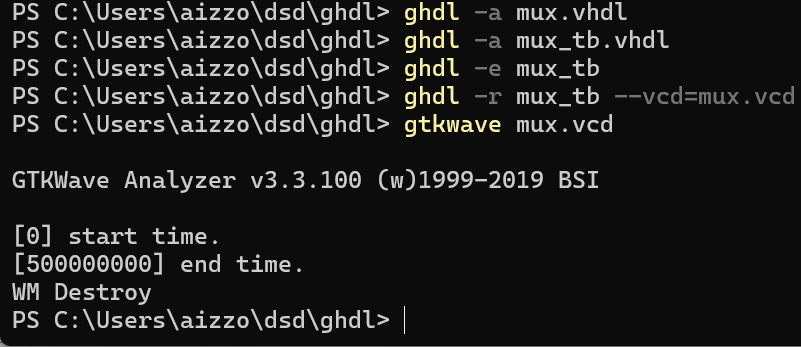 PS C:\Users\aizzo\dsd\ghdl> ghdl -a mux.vhdl
PS C:\Users\aizzo\dsd\ghdl> ghdl -a mux_tb.vhdl
PS C:\Users\aizzo\dsd\ghdl> ghdl -e mux_tb
PS C:\Users\aizzo\dsd\ghdl> ghdl -r mux_tb --vcd=mux.vcd
PS C:\Users\aizzo\dsd\ghdl> gtkwave mux.vcd
GTKWave Analyzer v3.3.100 (w)1999-2019 BSI
[0] start time.
[500000000] end time.
WM Destroy
PS C:\Users\aizzo\dsd\ghdl>